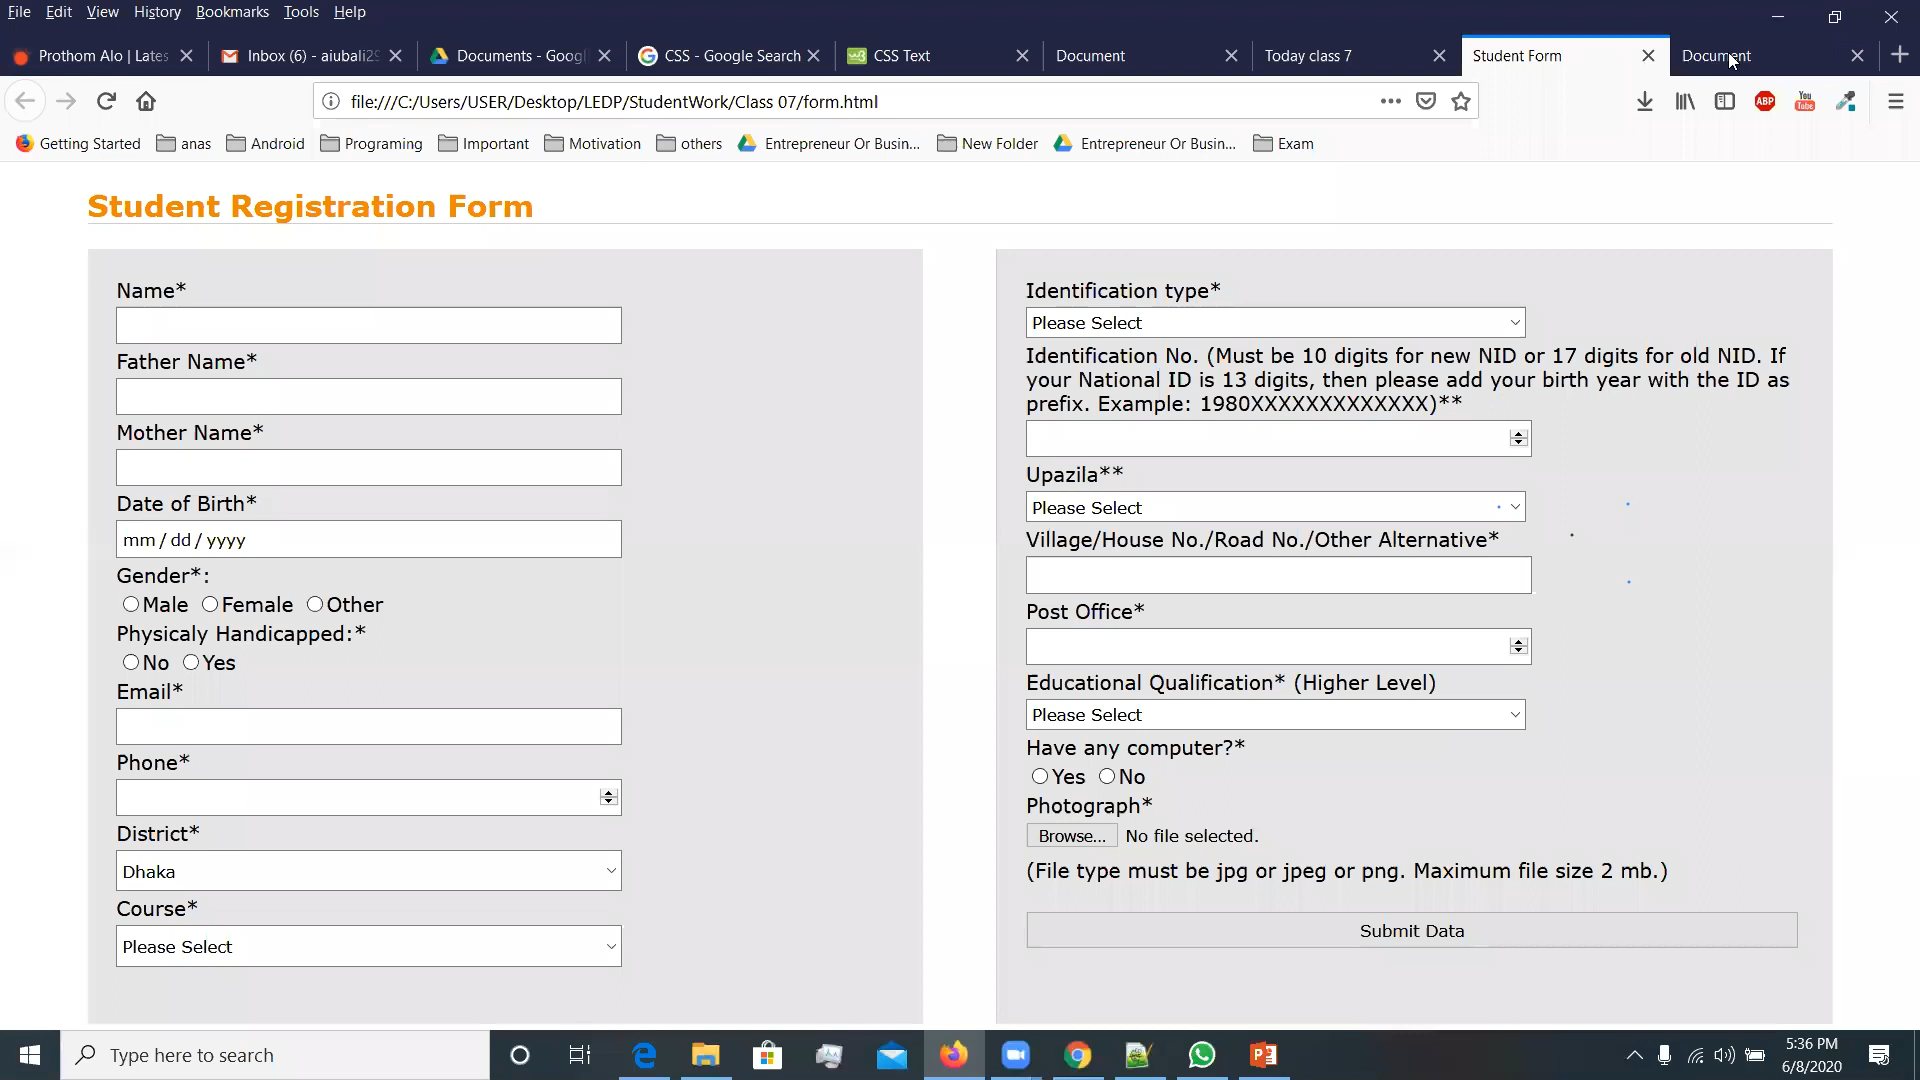 File Edit View History Bookmarks Tools Help
Prothom Alo | Lates
Inbox (6) - aiubali29
Documents - Googl
CSS - Google Search
CSS Text
Document
Today class 7
Student Form
Document
file:///C:/Users/USER/Desktop/LEDP/StudentWork/Class 07/form.html
ABP
You Tube
Getting Started anas Android Programing Important Motivation others Entrepreneur Or Busin... New Folder Entrepreneur Or Busin... Exam
Student Registration Form
Name*
Father Name*
Mother Name*
Date of Birth*
mm / dd / yyyy
Gender*:
Male Female Other
Physicaly Handicapped:*
No Yes
Email*
Phone*
District*
Dhaka
Course*
Please Select
Identification type*
Please Select
Identification No. (Must be 10 digits for new NID or 17 digits for old NID. If
your National ID is 13 digits, then please add your birth year with the ID as
prefix. Example: 1980XXXXXXXXXXXXX)**
Upazila**
Please Select
Village/House No./Road No./Other Alternative*
Post Office*
Educational Qualification* (Higher Level)
Please Select
Have any computer?*
Yes No
Photograph*
Browse... No file selected.
(File type must be jpg or jpeg or png. Maximum file size 2 mb.)
Submit Data
Type here to search
5:36 PM
6/8/2020